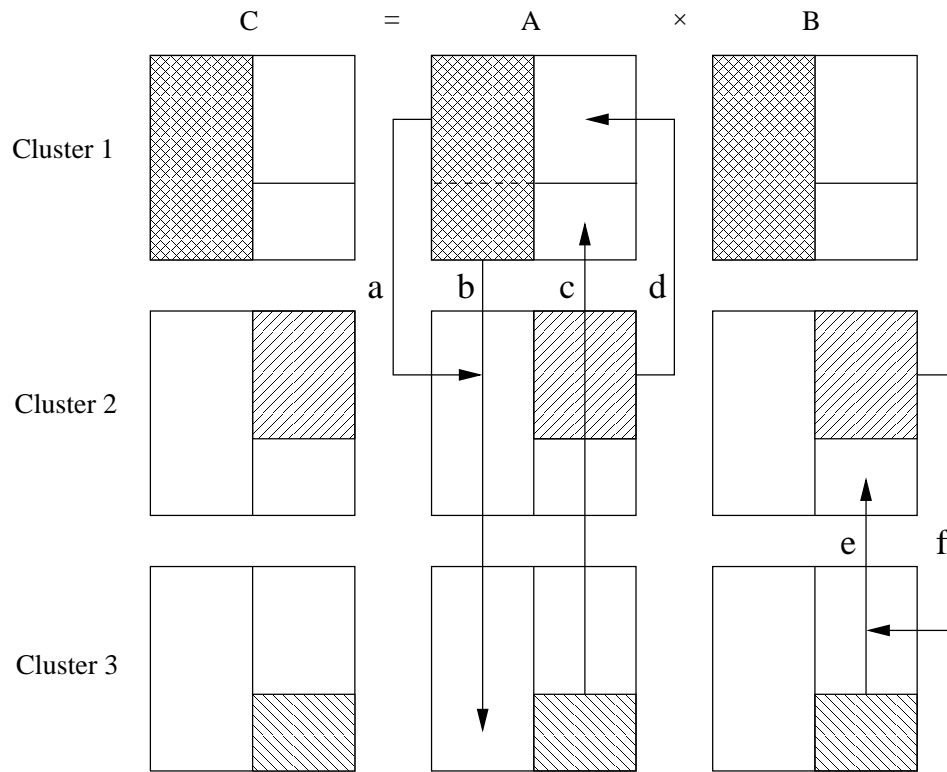 C = A × B
Cluster 1
a b c d
Cluster 2
e f
Cluster 3